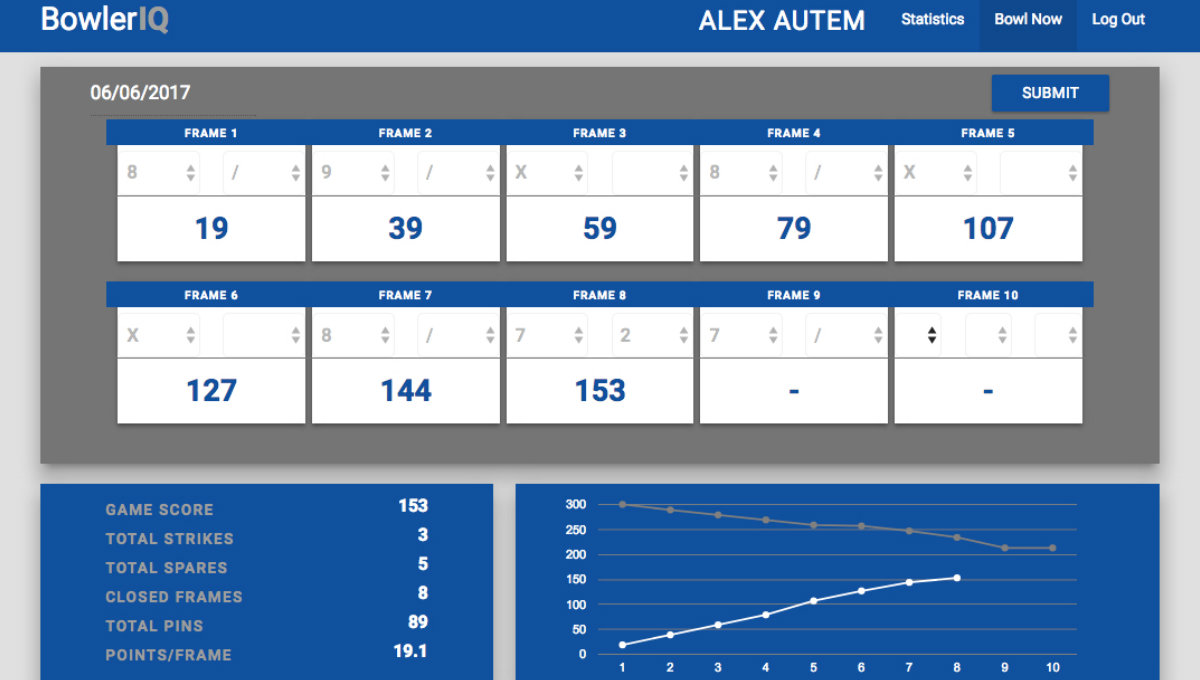 BowlerIQ ALEX AUTEM Statistics Bowl Now Log Out
06/06/2017 SUBMIT
FRAME 1 FRAME 2 FRAME 3 FRAME 4 FRAME 5
8 / 9 / X 8 / X
19 39 59 79 107
FRAME 6 FRAME 7 FRAME 8 FRAME 9 FRAME 10
X 8 / 7 2 7 /
127 144 153 - -
GAME SCORE 153
TOTAL STRIKES 3
TOTAL SPARES 5
CLOSED FRAMES 8
TOTAL PINS 89
POINTS/FRAME 19.1
300
250
200
150
100
50
0
1 2 3 4 5 6 7 8 9 10